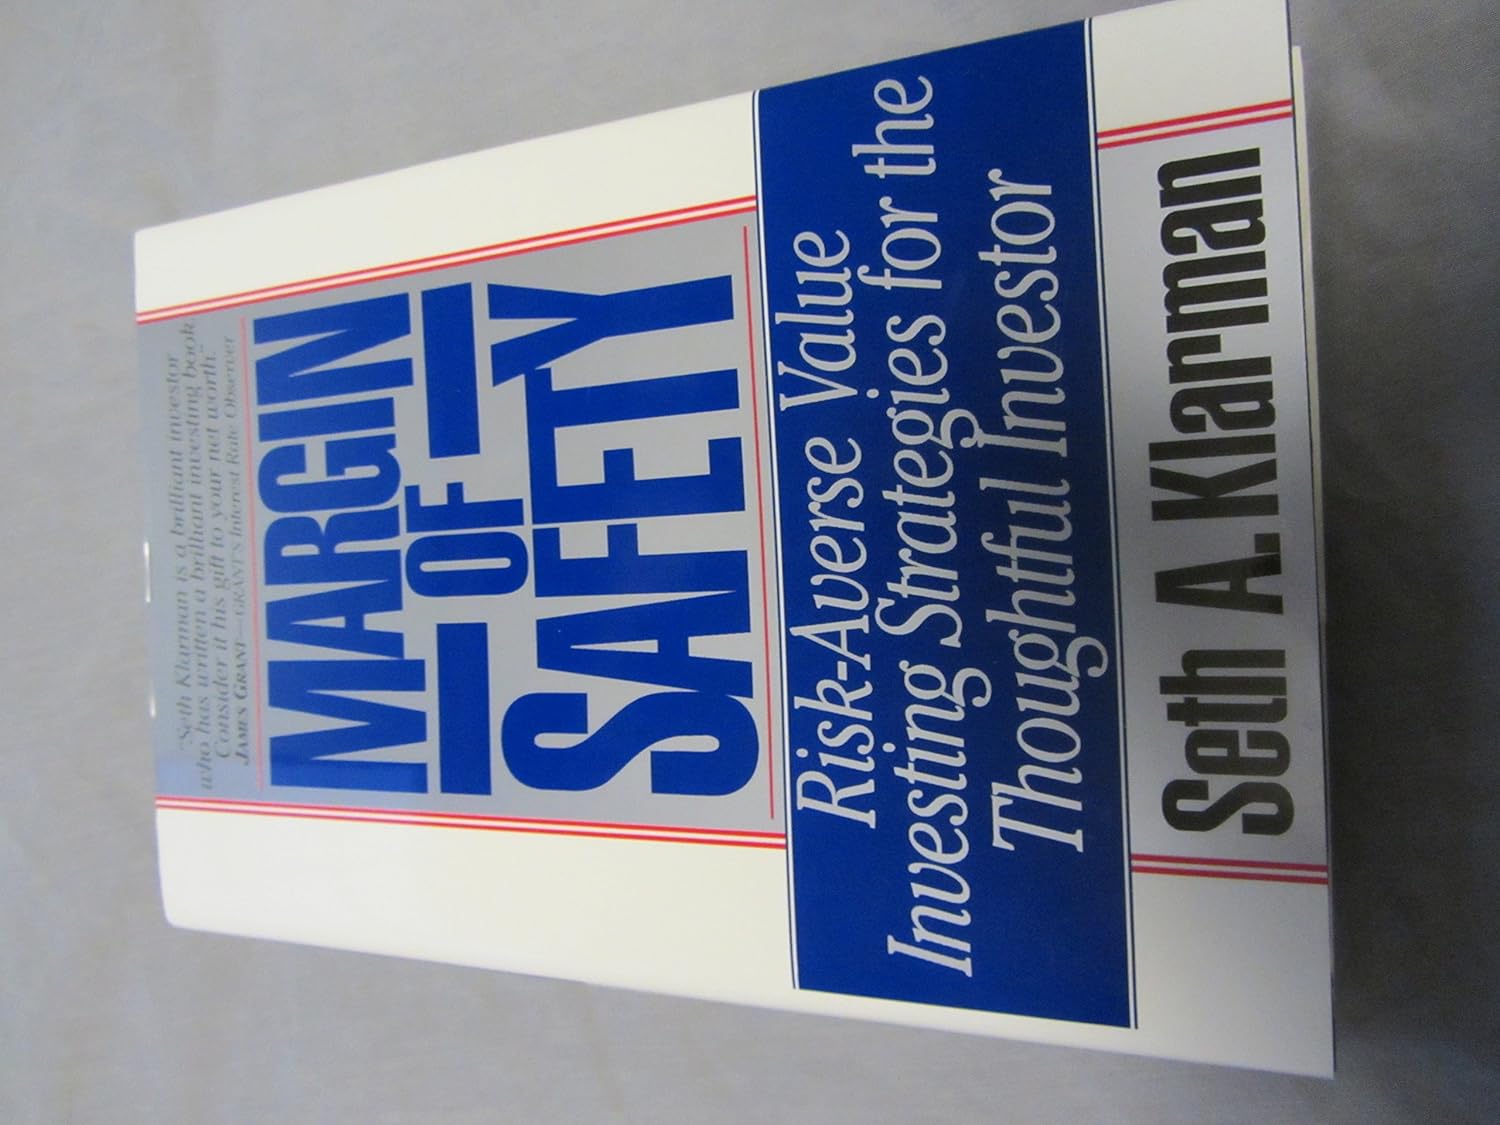 "Seth Klarman is a brilliant investor
who has written a brilliant investing book.
Consider it his gift to your net worth."
JAMES GRANT—GRANT'S Interest Rate Observer
MARGIN
OF
SAFETY
Risk-Averse Value
Investing Strategies for the
Thoughtful Investor
Seth A. Klarman